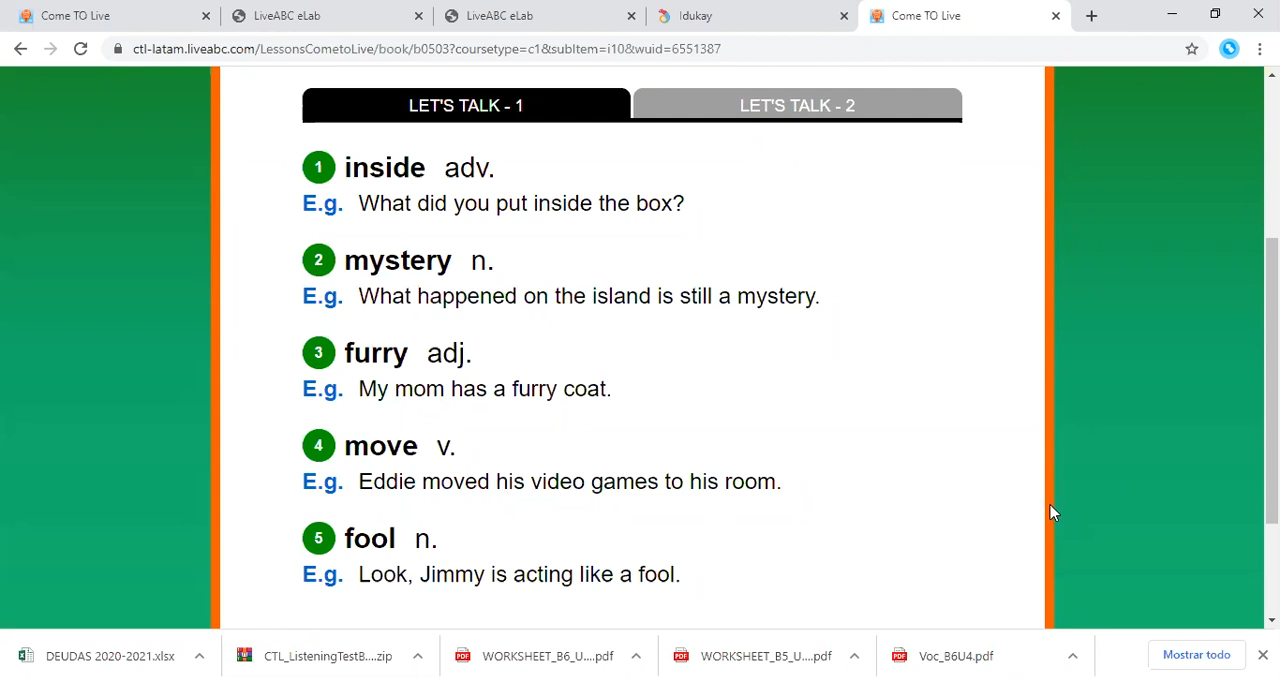 Come TO Live
LiveABC eLab
LiveABC eLab
Idukay
Come TO Live
ctl-latam.liveabc.com/LessonsCometoLive/book/b0503?coursetype=c1&subItem=i10&wuid=6551387
LET'S TALK - 1
LET'S TALK - 2
1 inside adv.
E.g. What did you put inside the box?
2 mystery n.
E.g. What happened on the island is still a mystery.
3 furry adj.
E.g. My mom has a furry coat.
4 move v.
E.g. Eddie moved his video games to his room.
5 fool n.
E.g. Look, Jimmy is acting like a fool.
DEUDAS 2020-2021.xlsx
CTL_ListeningTestB....zip
WORKSHEET_B6_U....pdf
WORKSHEET_B5_U....pdf
Voc_B6U4.pdf
Mostrar todo